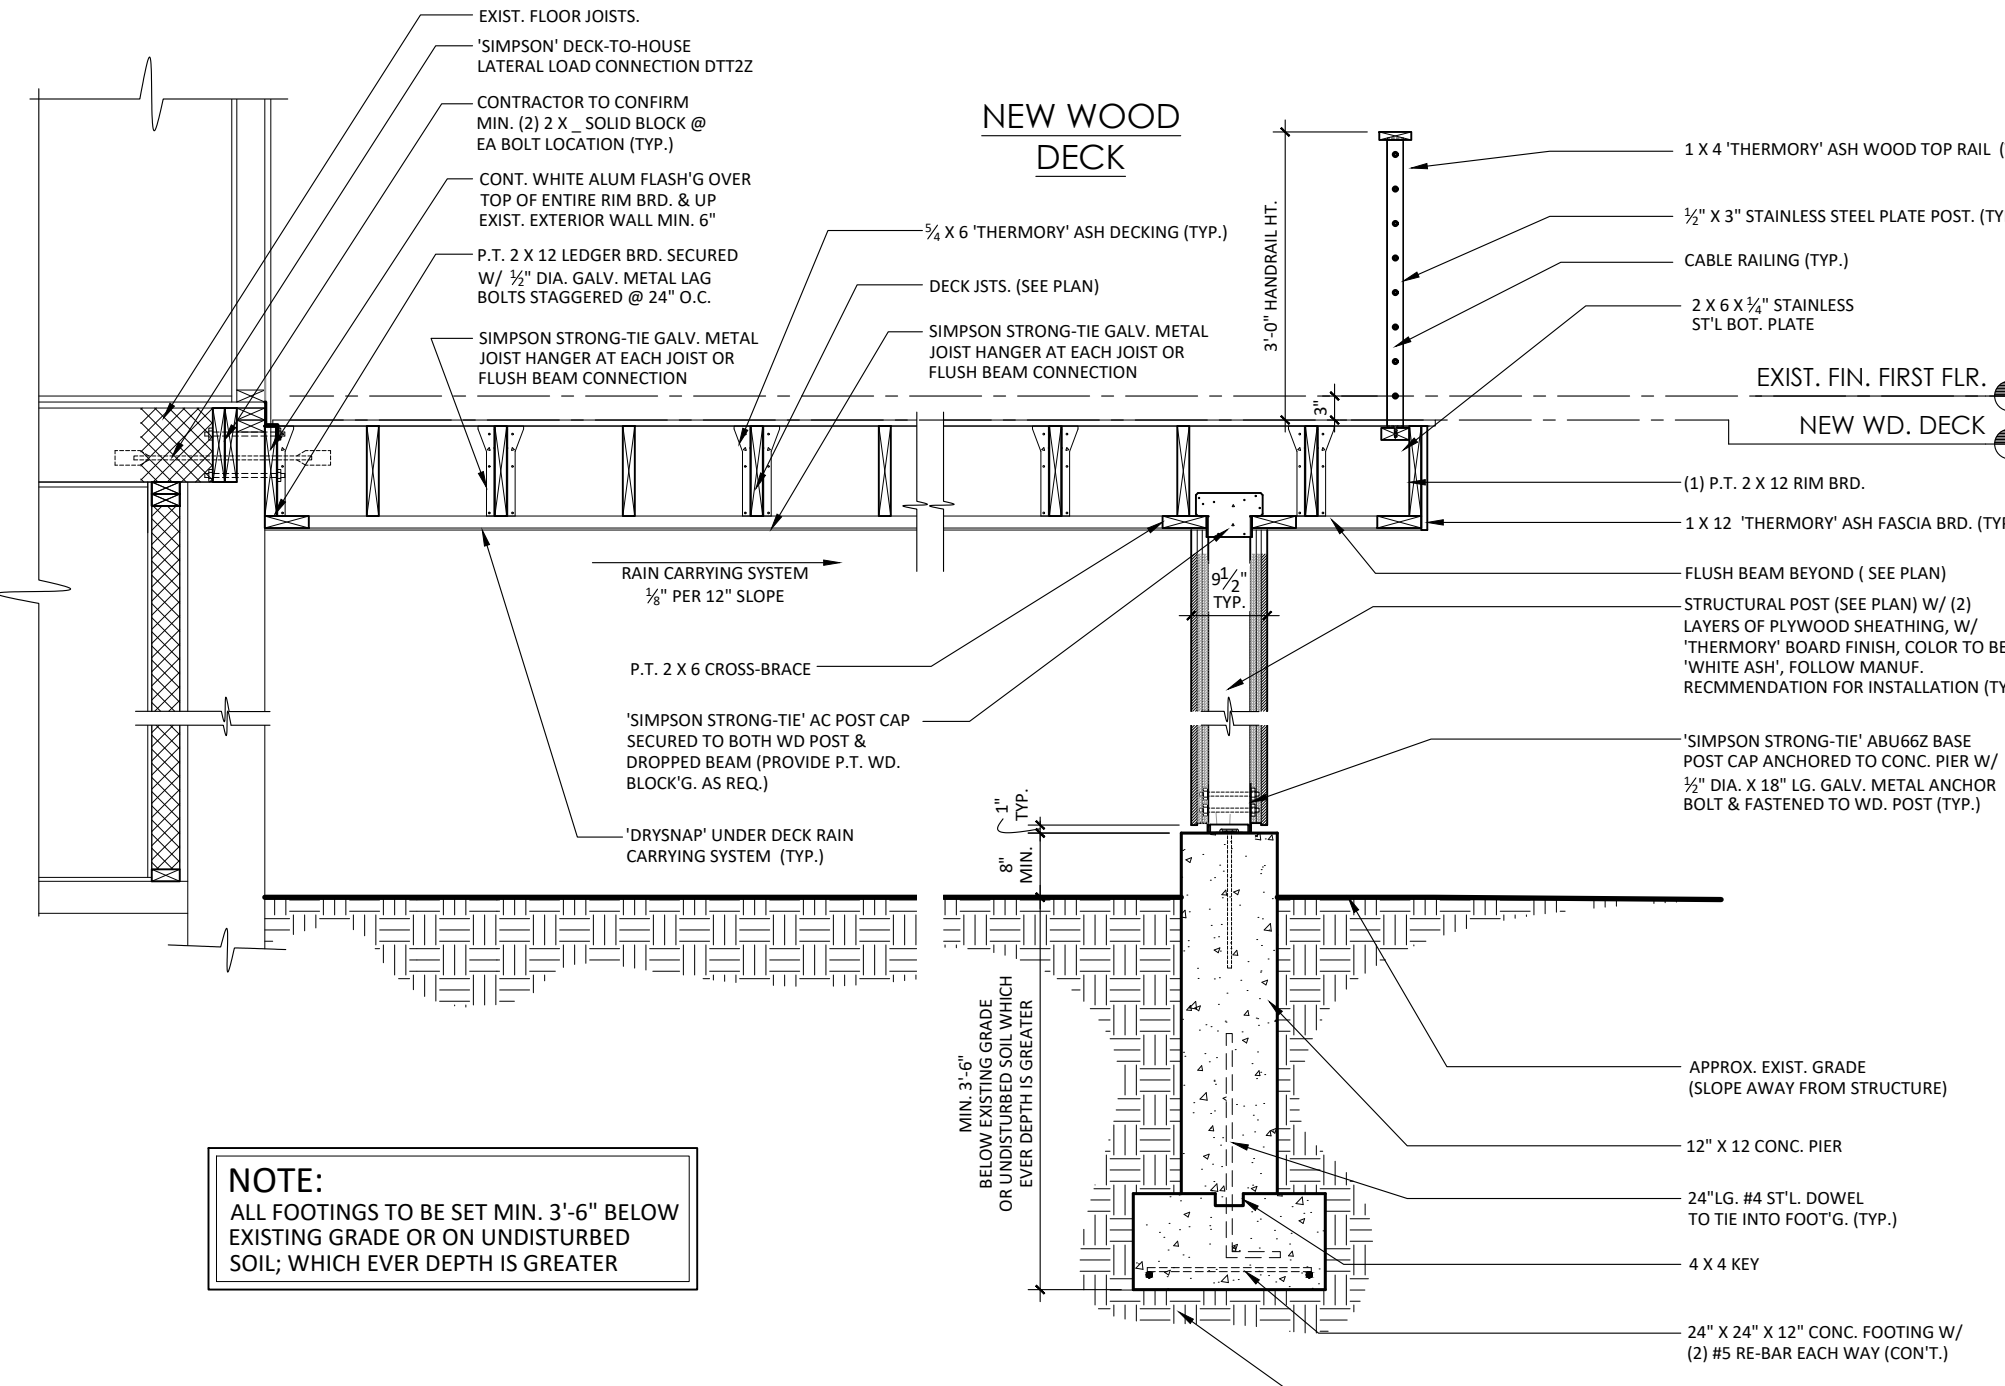 EXIST. FLOOR JOISTS.
'SIMPSON' DECK-TO-HOUSE
LATERAL LOAD CONNECTION DTT2Z
CONTRACTOR TO CONFIRM
MIN. (2) 2 X _ SOLID BLOCK @
EA BOLT LOCATION (TYP.)
CONT. WHITE ALUM FLASH'G OVER
TOP OF ENTIRE RIM BRD. & UP
EXIST. EXTERIOR WALL MIN. 6"
P.T. 2 X 12 LEDGER BRD. SECURED
W/ ½" DIA. GALV. METAL LAG
BOLTS STAGGERED @ 24" O.C.
SIMPSON STRONG-TIE GALV. METAL
JOIST HANGER AT EACH JOIST OR
FLUSH BEAM CONNECTION
NEW WOOD
DECK
5/4 X 6 'THERMORY' ASH DECKING (TYP.)
DECK JSTS. (SEE PLAN)
SIMPSON STRONG-TIE GALV. METAL
JOIST HANGER AT EACH JOIST OR
FLUSH BEAM CONNECTION
3'-0" HANDRAIL HT.
3"
1 X 4 'THERMORY' ASH WOOD TOP RAIL (
½" X 3" STAINLESS STEEL PLATE POST. (TY
CABLE RAILING (TYP.)
2 X 6 X ¼" STAINLESS
ST'L BOT. PLATE
EXIST. FIN. FIRST FLR.
NEW WD. DECK
(1) P.T. 2 X 12 RIM BRD.
1 X 12 'THERMORY' ASH FASCIA BRD. (TYP
FLUSH BEAM BEYOND ( SEE PLAN)
STRUCTURAL POST (SEE PLAN) W/ (2)
LAYERS OF PLYWOOD SHEATHING, W/
'THERMORY' BOARD FINISH, COLOR TO BE
'WHITE ASH', FOLLOW MANUF.
RECMMENDATION FOR INSTALLATION (TY
'SIMPSON STRONG-TIE' ABU66Z BASE
POST CAP ANCHORED TO CONC. PIER W/
½" DIA. X 18" LG. GALV. METAL ANCHOR
BOLT & FASTENED TO WD. POST (TYP.)
RAIN CARRYING SYSTEM
⅛" PER 12" SLOPE
9½"
TYP.
P.T. 2 X 6 CROSS-BRACE
'SIMPSON STRONG-TIE' AC POST CAP
SECURED TO BOTH WD POST &
DROPPED BEAM (PROVIDE P.T. WD.
BLOCK'G. AS REQ.)
'DRYSNAP' UNDER DECK RAIN
CARRYING SYSTEM (TYP.)
1"
TYP.
8"
MIN.
MIN. 3'-6"
BELOW EXISTING GRADE
OR UNDISTURBED SOIL WHICH
EVER DEPTH IS GREATER
APPROX. EXIST. GRADE
(SLOPE AWAY FROM STRUCTURE)
12" X 12 CONC. PIER
24"LG. #4 ST'L. DOWEL
TO TIE INTO FOOT'G. (TYP.)
4 X 4 KEY
24" X 24" X 12" CONC. FOOTING W/
(2) #5 RE-BAR EACH WAY (CON'T.)
NOTE:
ALL FOOTINGS TO BE SET MIN. 3'-6" BELOW
EXISTING GRADE OR ON UNDISTURBED
SOIL; WHICH EVER DEPTH IS GREATER